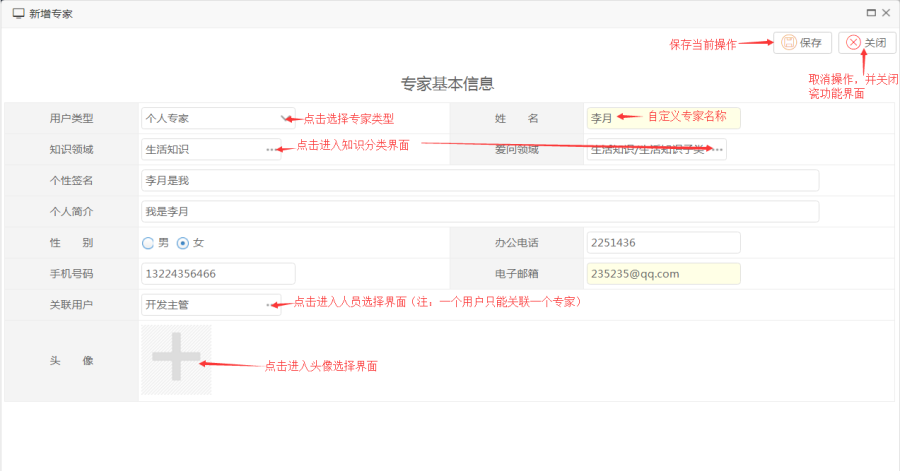 新增专家
保存当前操作 保存 关闭
取消操作，并关闭
瓷功能界面
专家基本信息
用户类型 个人专家 点击选择专家类型 姓 名 李月 自定义专家名称
知识领域 生活知识 点击进入知识分类界面 爱问领域 生活知识/生活知识子类
个性签名 李月是我
个人简介 我是李月
性 别 男 女 办公电话 2251436
手机号码 13224356466 电子邮箱 235235@qq.com
关联用户 开发主管 点击进入人员选择界面（注：一个用户只能关联一个专家）
头 像 点击进入头像选择界面